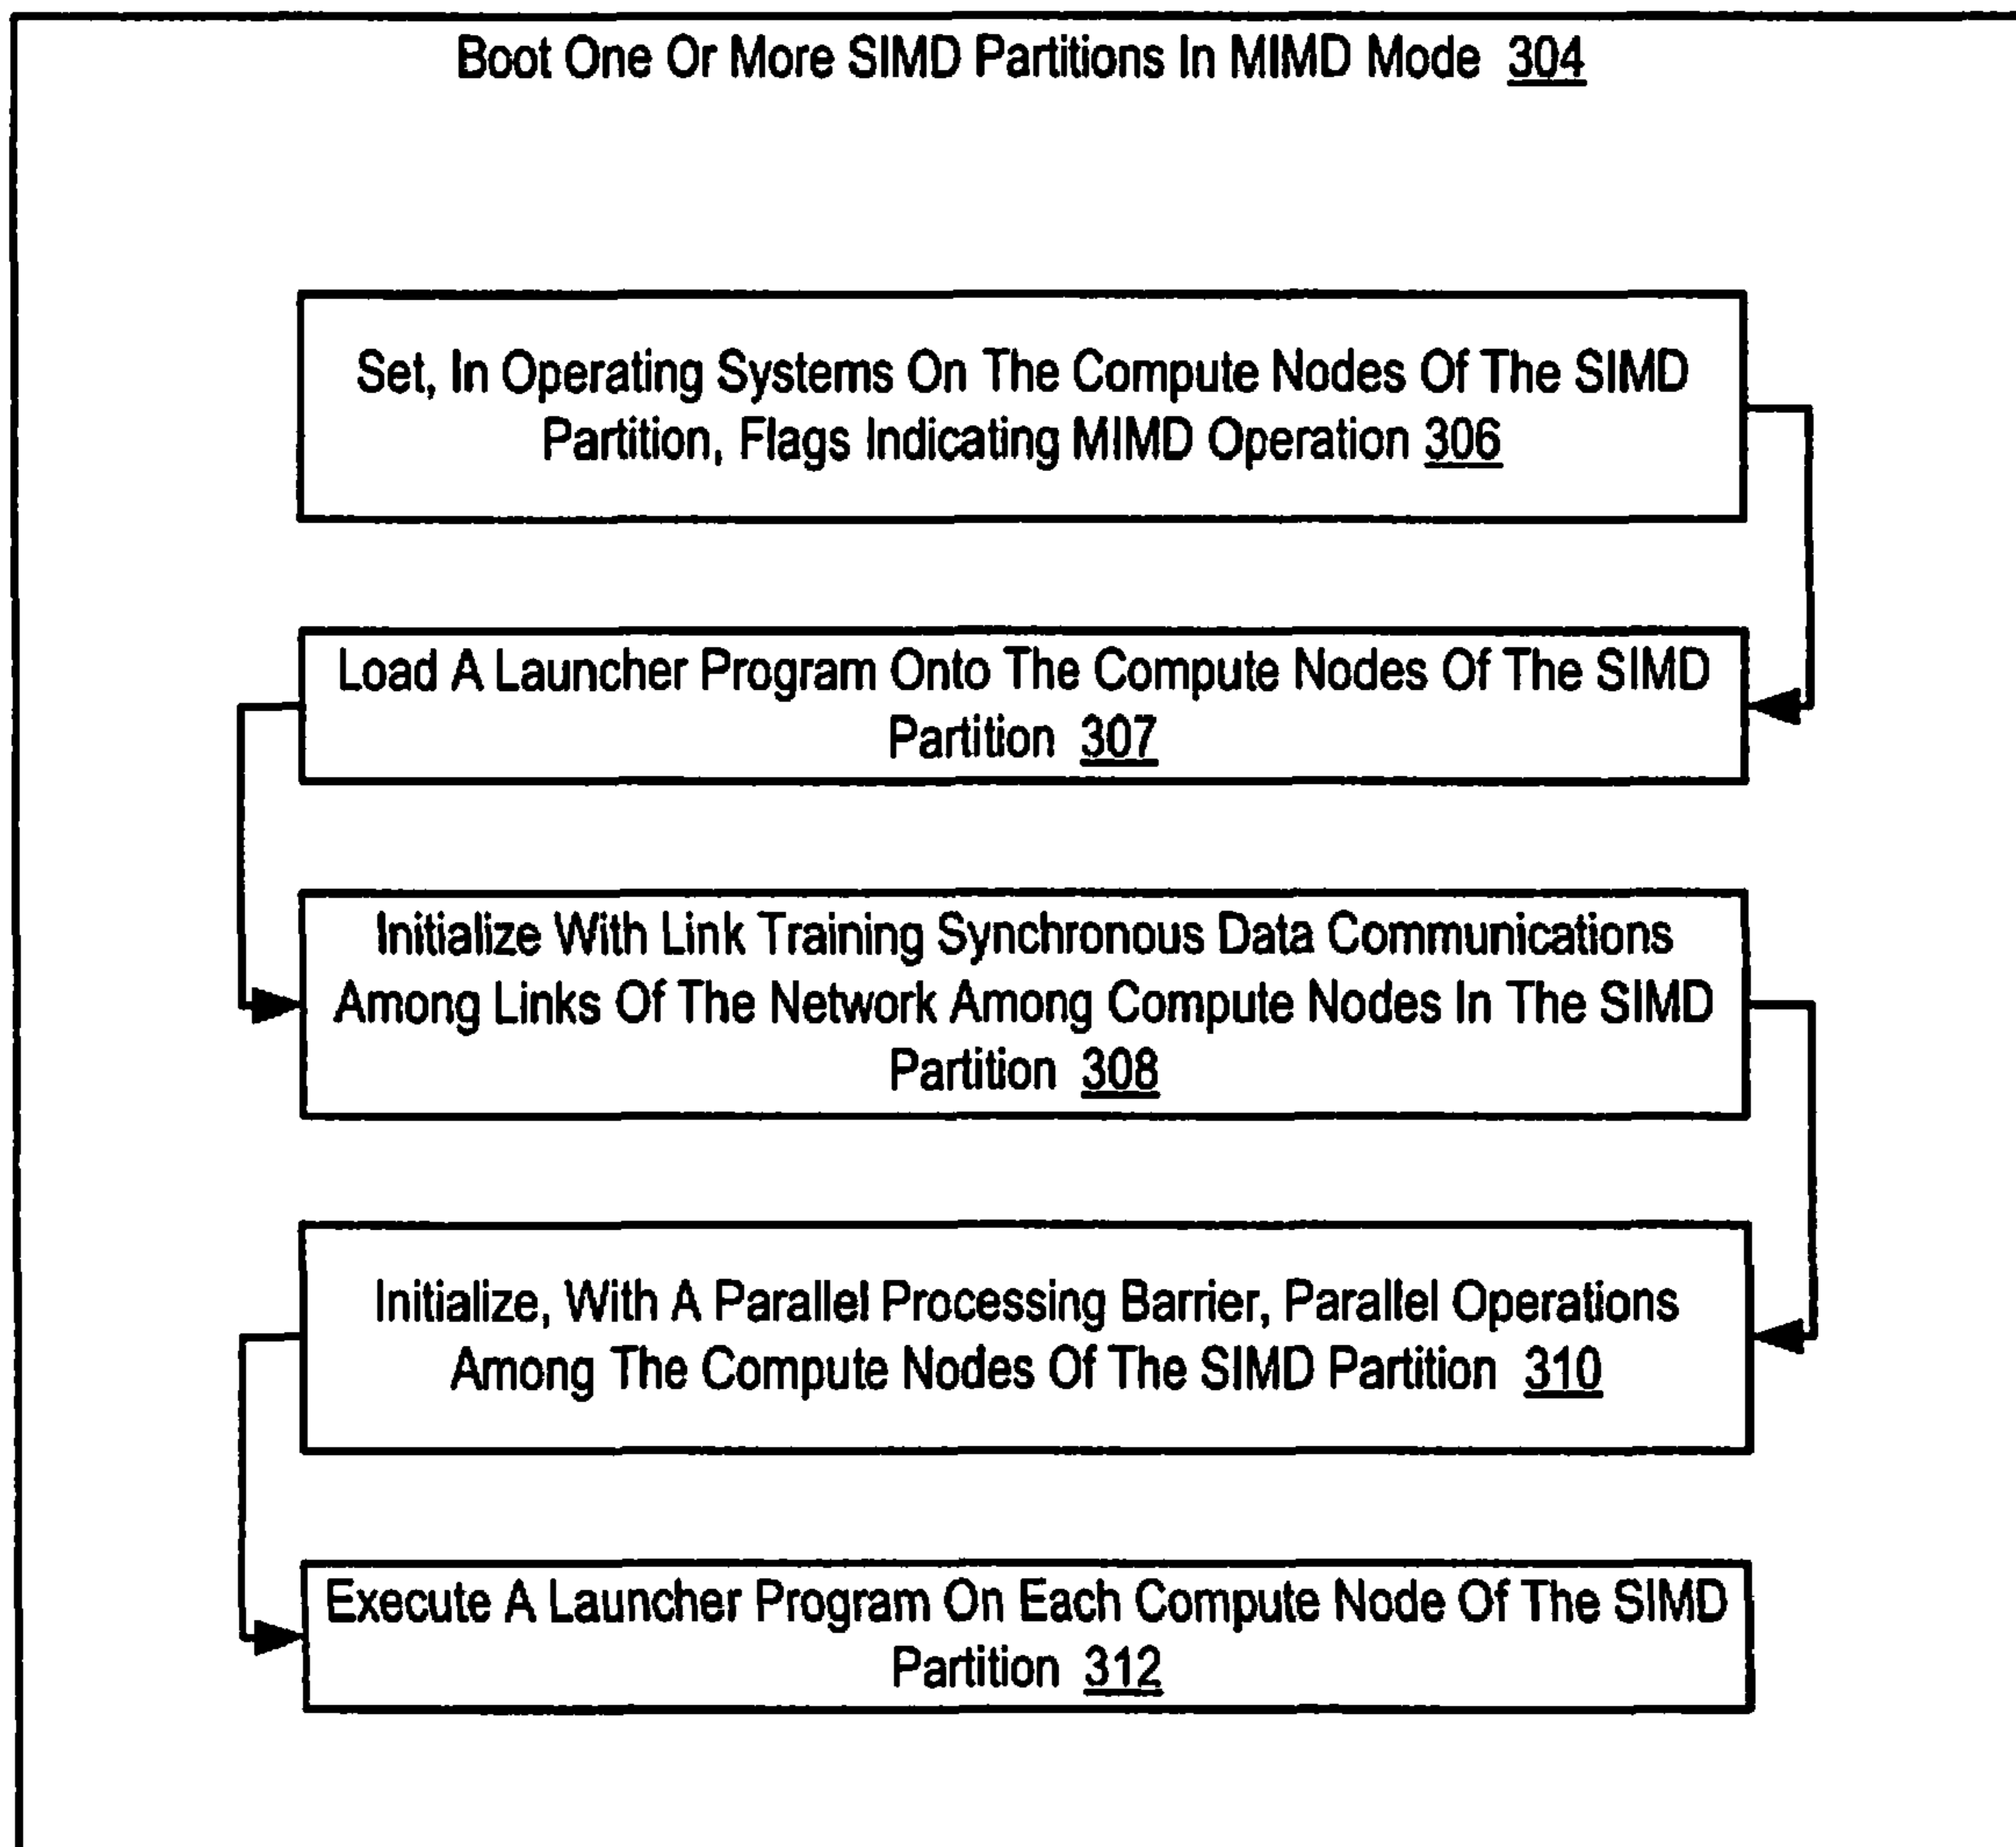 Boot One Or More SIMD Partitions In MIMD Mode 304
Set, In Operating Systems On The Compute Nodes Of The SIMD
Partition, Flags Indicating MIMD Operation 306
Load A Launcher Program Onto The Compute Nodes Of The SIMD
Partition 307
Initialize With Link Training Synchronous Data Communications
Among Links Of The Network Among Compute Nodes In The SIMD
Partition 308
Initialize, With A Parallel Processing Barrier, Parallel Operations
Among The Compute Nodes Of The SIMD Partition 310
Execute A Launcher Program On Each Compute Node Of The SIMD
Partition 312